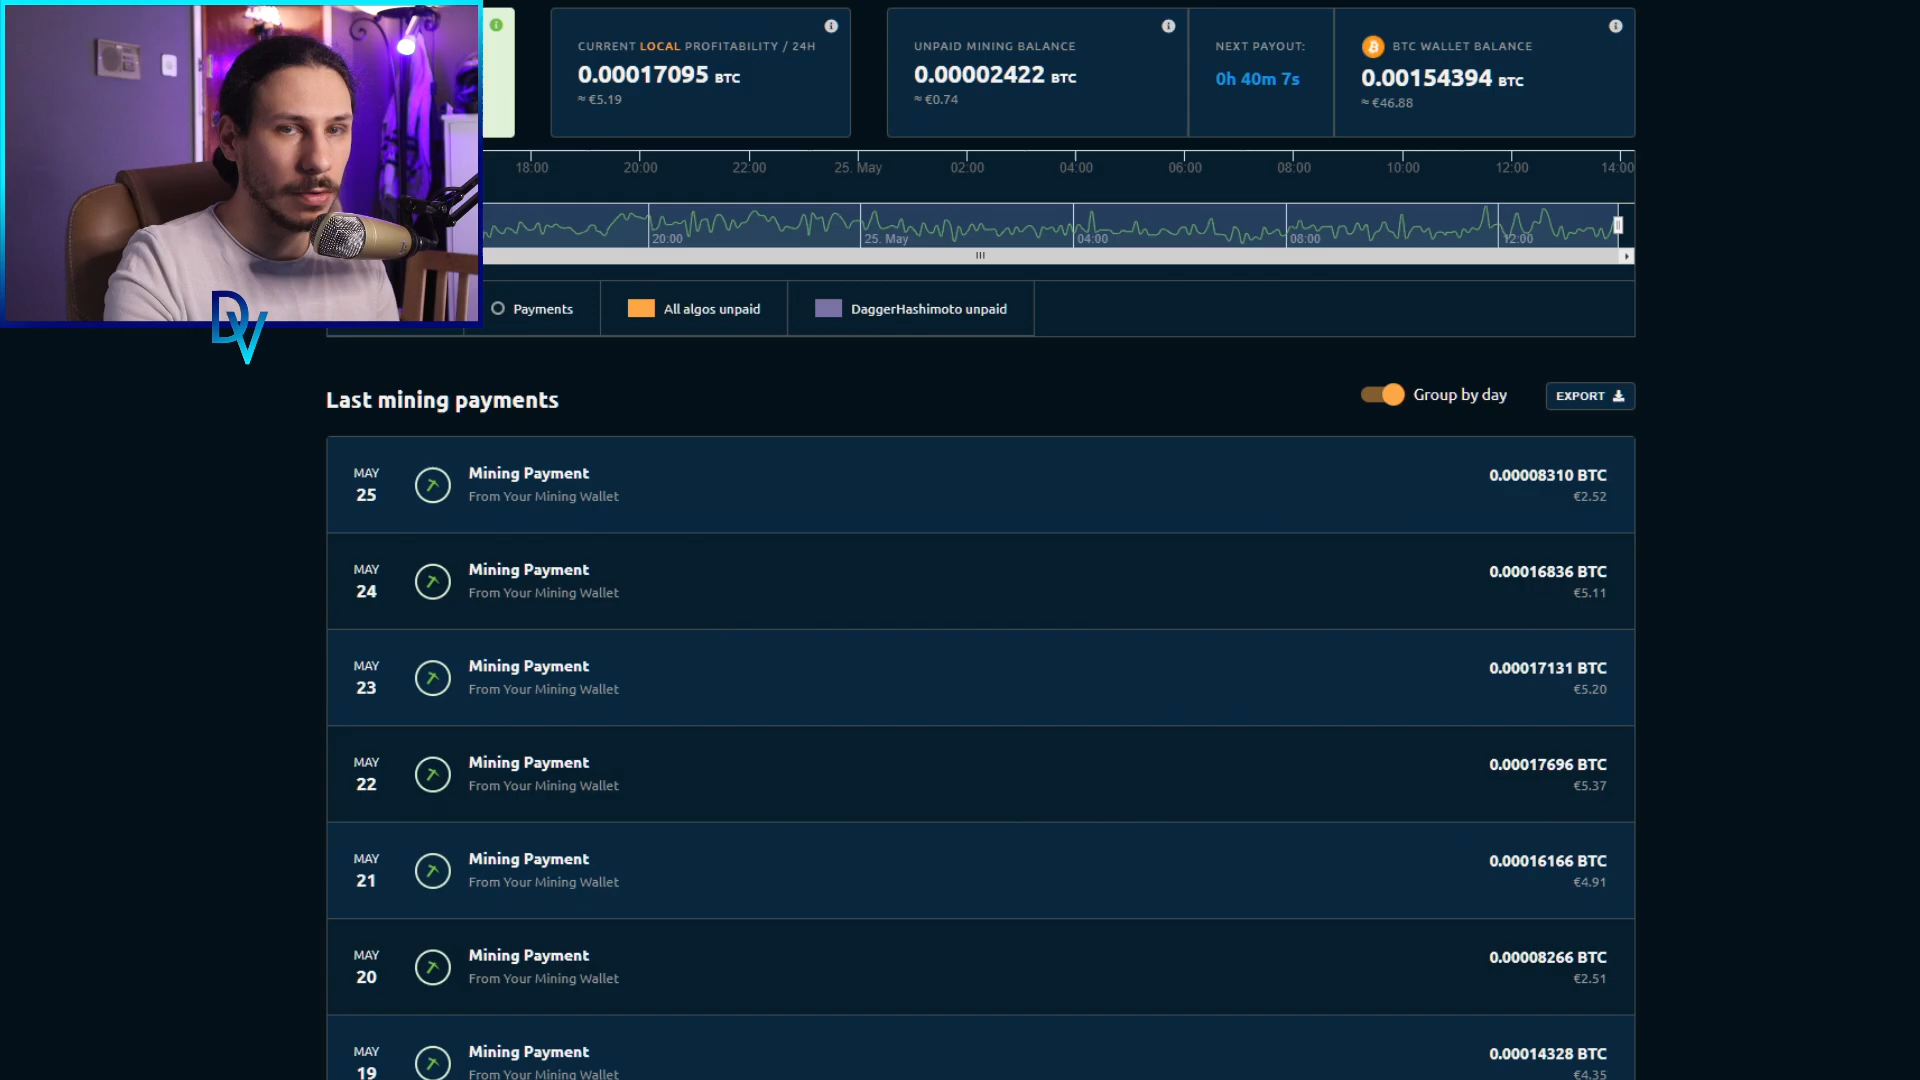 CURRENT LOCAL PROFITABILITY / 24H
0.00017095 BTC
≈ €5.19
UNPAID MINING BALANCE
0.00002422 BTC
≈ €0.74
NEXT PAYOUT:
0h 40m 7s
BTC WALLET BALANCE
0.00154394 BTC
≈ €46.88
18:00 20:00 22:00 25. May 02:00 04:00 06:00 08:00 10:00 12:00 14:00
20:00 25. May 04:00 08:00 12:00
DV
Payments
All algos unpaid
DaggerHashimoto unpaid
Last mining payments
Group by day
EXPORT
MAY
25
Mining Payment
From Your Mining Wallet
0.00008310 BTC
€2.52
MAY
24
Mining Payment
From Your Mining Wallet
0.00016836 BTC
€5.11
MAY
23
Mining Payment
From Your Mining Wallet
0.00017131 BTC
€5.20
MAY
22
Mining Payment
From Your Mining Wallet
0.00017696 BTC
€5.37
MAY
21
Mining Payment
From Your Mining Wallet
0.00016166 BTC
€4.91
MAY
20
Mining Payment
From Your Mining Wallet
0.00008266 BTC
€2.51
MAY
19
Mining Payment
From Your Mining Wallet
0.00014328 BTC
€4.35